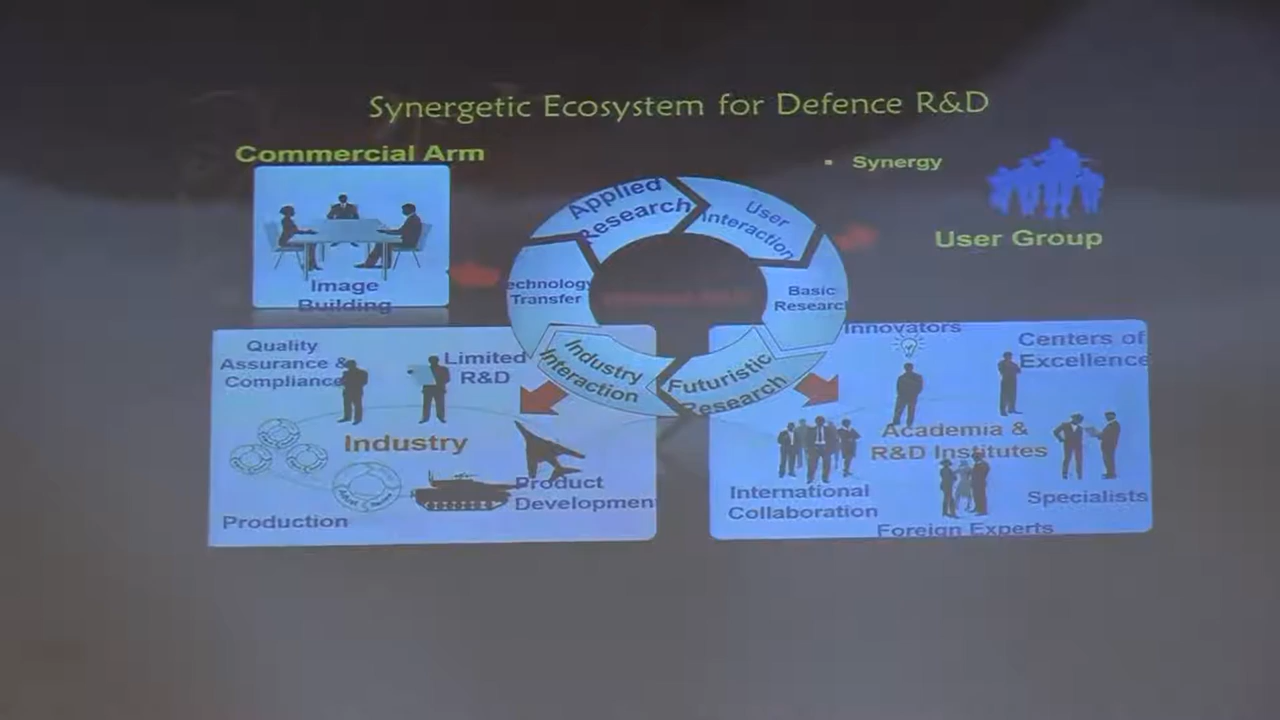 Synergetic Ecosystem for Defence R&D
Commercial Arm
Image
Building
▪ Synergy
User Group
Applied
Research
User
Interaction
Basic
Researc
Futuristic
Research
Industry
Interaction
echnology
Transfer
Quality
Assurance &
Compliance
Limited
R&D
Industry
Product
Developmen
Production
Innovators
Centers of
Excellence
Academia &
R&D Institutes
International
Collaboration
Specialists
Foreign Experts